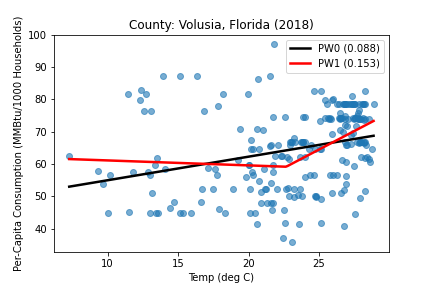 County: Volusia, Florida (2018)
PW0 (0.088)
PW1 (0.153)
Per-Capita Consumption (MMBtu/1000 Households)
100
90
80
70
60
50
40
10 15 20 25
Temp (deg C)